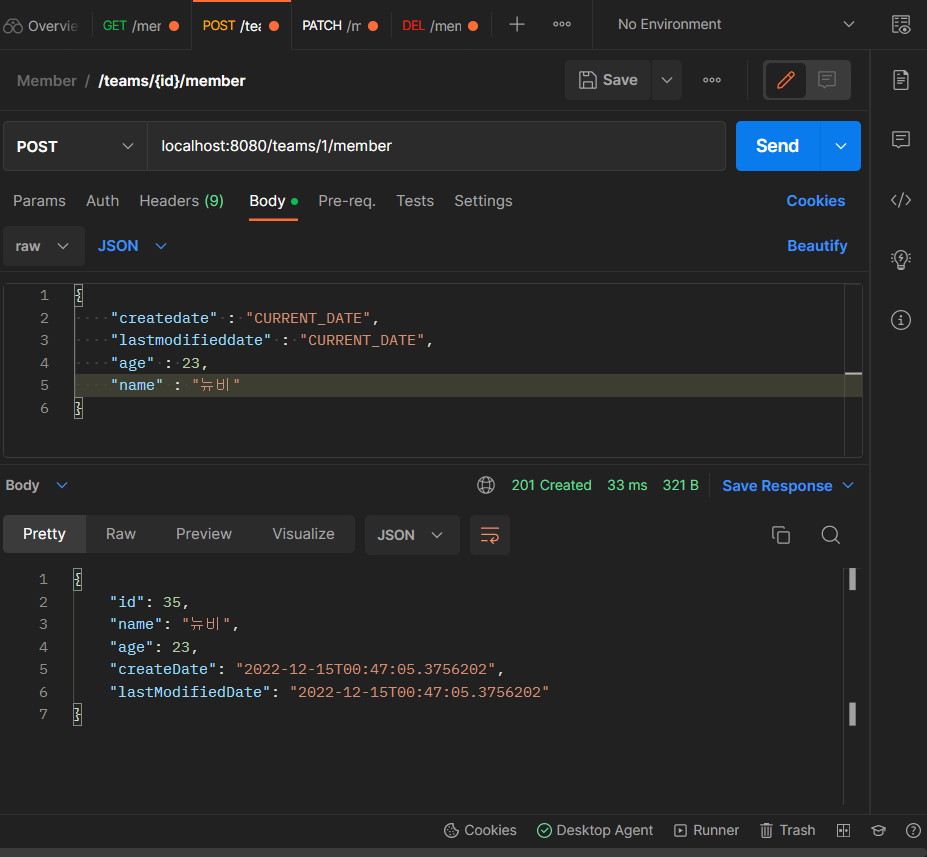 Overvie GET /mer POST /tea PATCH /m DEL /men No Environment
Member / /teams/{id}/member Save
POST localhost:8080/teams/1/member Send
Params Auth Headers (9) Body Pre-req. Tests Settings Cookies
raw JSON Beautify
1 {
2 "createdate" : "CURRENT_DATE",
3 "lastmodifieddate" : "CURRENT_DATE",
4 "age" : 23,
5 "name" : "뉴비"
6 }
Body 201 Created 33 ms 321 B Save Response
Pretty Raw Preview Visualize JSON
1 {
2 "id": 35,
3 "name": "뉴비",
4 "age": 23,
5 "createDate": "2022-12-15T00:47:05.3756202",
6 "lastModifiedDate": "2022-12-15T00:47:05.3756202"
7 }
Cookies Desktop Agent Runner Trash